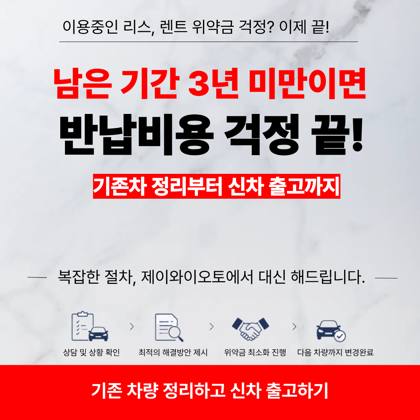 이용중인 리스, 렌트 위약금 걱정? 이제 끝!
남은 기간 3년 미만이면
반납비용 걱정 끝!
기존차 정리부터 신차 출고까지
복잡한 절차, 제이와이오토에서 대신 해드립니다.
상담 및 상황 확인
최적의 해결방안 제시
위약금 최소화 진행
다음 차량까지 변경완료
기존 차량 정리하고 신차 출고하기